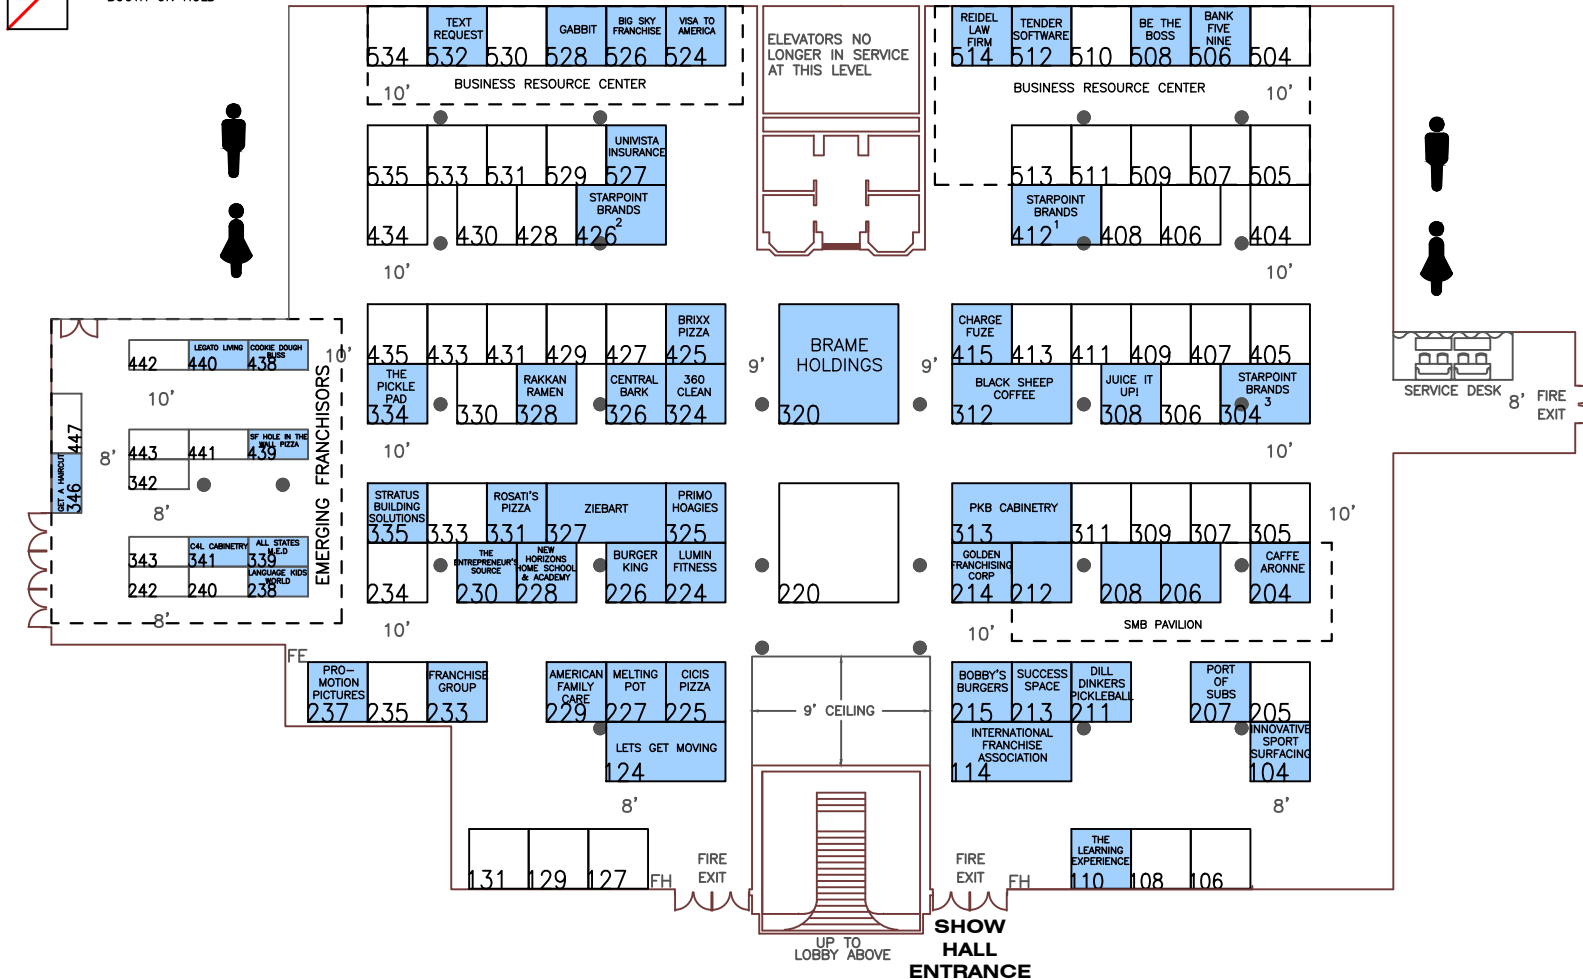 TEXT REQUEST
532
GABBIT
528
BIG SKY FRANCHISE
526
VISA TO AMERICA
524
534
530
BUSINESS RESOURCE CENTER
10'
ELEVATORS NO
LONGER IN SERVICE
AT THIS LEVEL
REIDEL LAW FIRM
514
TENDER SOFTWARE
512
510
BE THE BOSS
508
BANK FIVE NINE
506
504
BUSINESS RESOURCE CENTER
10'
535
533
531
529
UNIVISTA INSURANCE
527
513
511
509
507
505
434
430
428
STARPOINT BRANDS 2
426
STARPOINT BRANDS 1
412
408
406
404
10'
10'
435
433
431
429
427
BRIXX PIZZA
425
BRAME HOLDINGS
320
9'
9'
CHARGE FUZE
415
413
411
409
407
405
THE PICKLE PAD
334
330
RAKKAN RAMEN
328
CENTRAL BARK
326
360 CLEAN
324
BLACK SHEEP COFFEE
312
JUICE IT UP!
308
306
STARPOINT BRANDS 3
304
10'
10'
SERVICE DESK
8'
FIRE EXIT
442
LEGATO LIVING
440
COOKIE DOUGH BLISS
438
10'
10'
447
GET A HAIRCUT
346
8'
443
441
SF HOLE IN THE WALL PIZZA
439
342
8'
343
C4L CABINETRY
341
ALL STATES M.E.D
339
242
240
LANGUAGE KIDS WORLD
238
8'
EMERGING FRANCHISORS
STRATUS BUILDING SOLUTIONS
335
333
ROSATI'S PIZZA
331
ZIEBART
327
PRIMO HOAGIES
325
PKB CABINETRY
313
311
309
307
305
10'
234
THE ENTREPRENEUR'S SOURCE
230
NEW HORIZONS HOME SCHOOL & ACADEMY
228
BURGER KING
226
LUMIN FITNESS
224
220
GOLDEN FRANCHISING CORP
214
212
208
206
CAFFE ARONNE
204
SMB PAVILION
10'
10'
FE
PRO-MOTION PICTURES
237
235
FRANCHISE GROUP
233
AMERICAN FAMILY CARE
229
MELTING POT
227
CICIS PIZZA
225
9' CEILING
BOBBY'S BURGERS
215
SUCCESS SPACE
213
DILL DINKERS PICKLEBALL
211
PORT OF SUBS
207
205
LETS GET MOVING
124
INTERNATIONAL FRANCHISE ASSOCIATION
114
INNOVATIVE SPORT SURFACING
104
8'
8'
131
129
127
FH
FIRE EXIT
FIRE EXIT
FH
THE LEARNING EXPERIENCE
110
108
106
UP TO
LOBBY ABOVE
SHOW
HALL
ENTRANCE